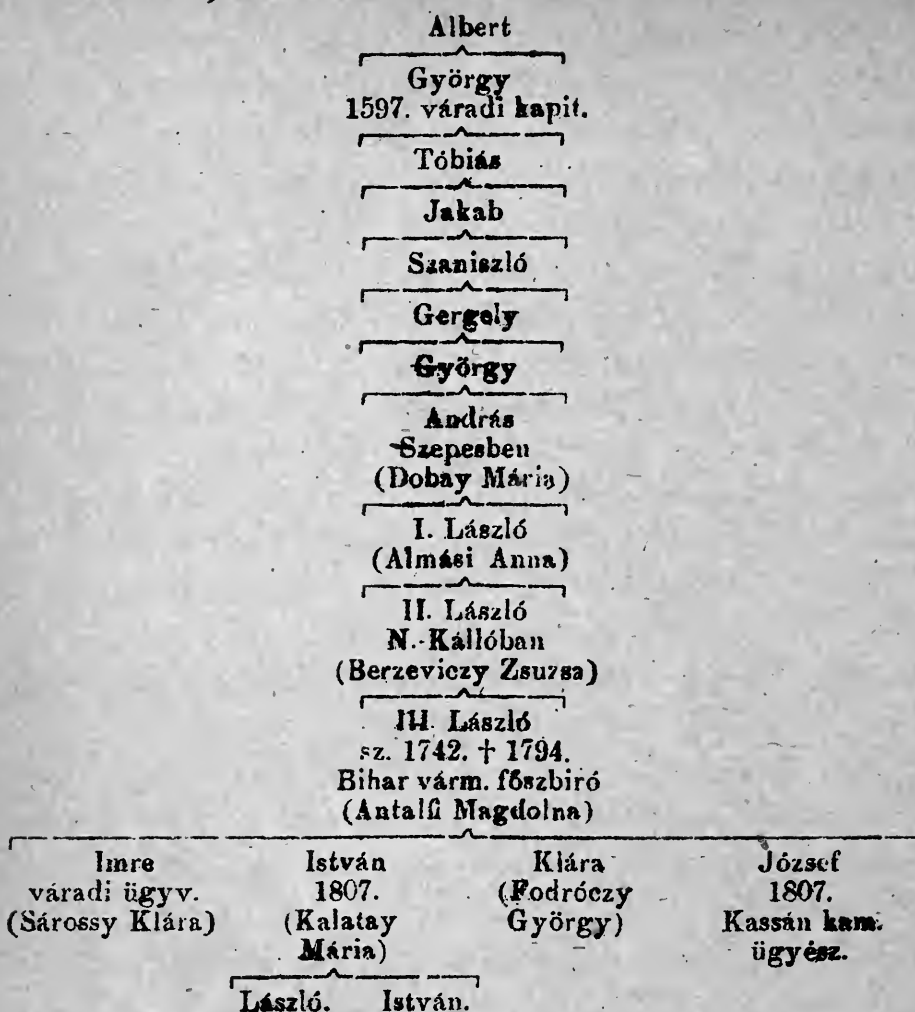 Albert
György
1597. váradi kapit.
Tóbiás
Jakab
Szaniszló
Gergely
György
András
Szepesben
(Dobay Mária)
I. László
(Almási Anna)
II. László
N.-Kállóban
(Berzeviczy Zsuzsa)
III. László
sz. 1742. † 1794.
Bihar várm. főszbiró
(Antalfi Magdolna)
Imre István Klára József
váradi ügyv. 1807. (Fodróczy 1807.
(Sárossy Klára) (Kalatay György) Kassán kam.
Mária) ügyész.
László. István.